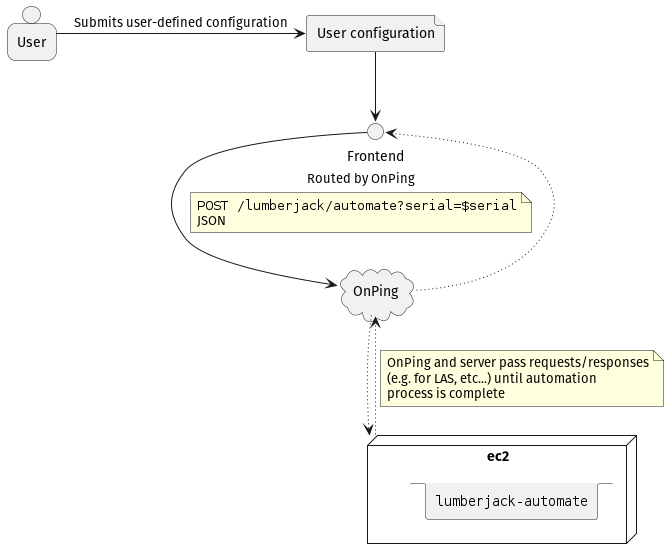 Submits user-defined configuration
User
User configuration
Frontend
Routed by OnPing
POST /lumberjack/automate?serial=$serial
JSON
OnPing
OnPing and server pass requests/responses
(e.g. for LAS, etc...) until automation
process is complete
ec2
lumberjack-automate